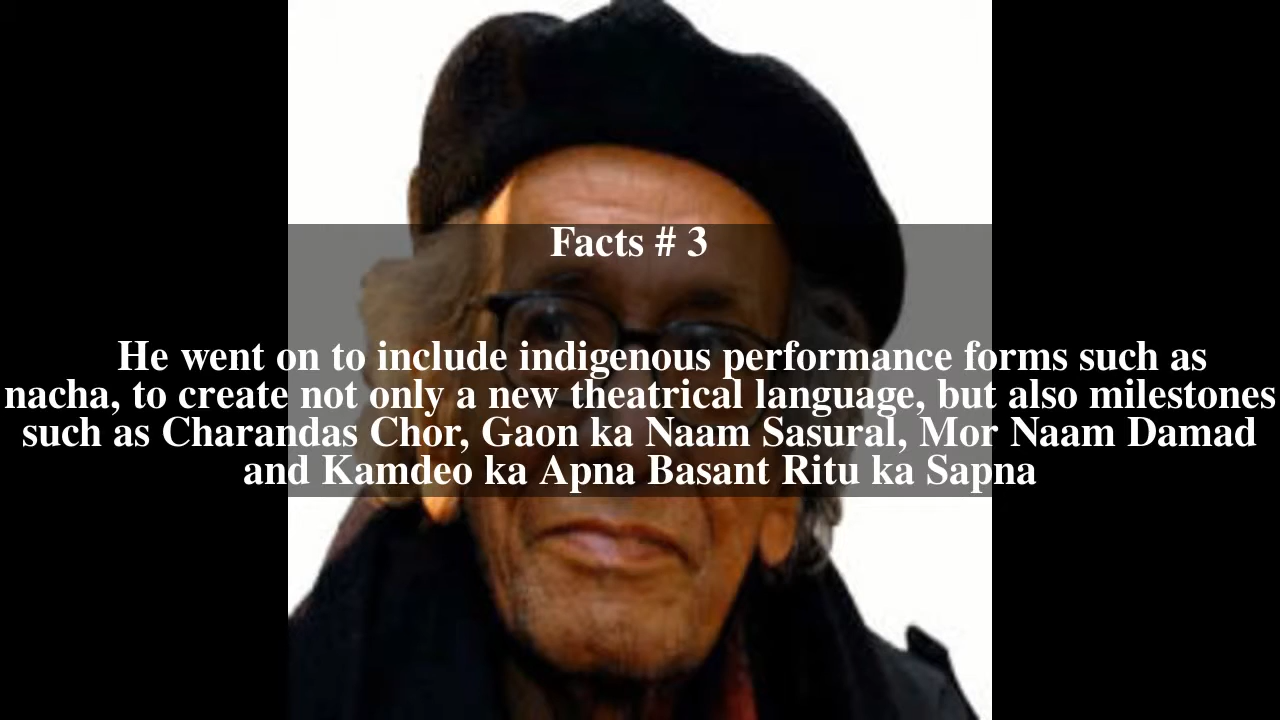 Facts # 3
He went on to include indigenous performance forms such as
nacha, to create not only a new theatrical language, but also milestones
such as Charandas Chor, Gaon ka Naam Sasural, Mor Naam Damad
and Kamdeo ka Apna Basant Ritu ka Sapna